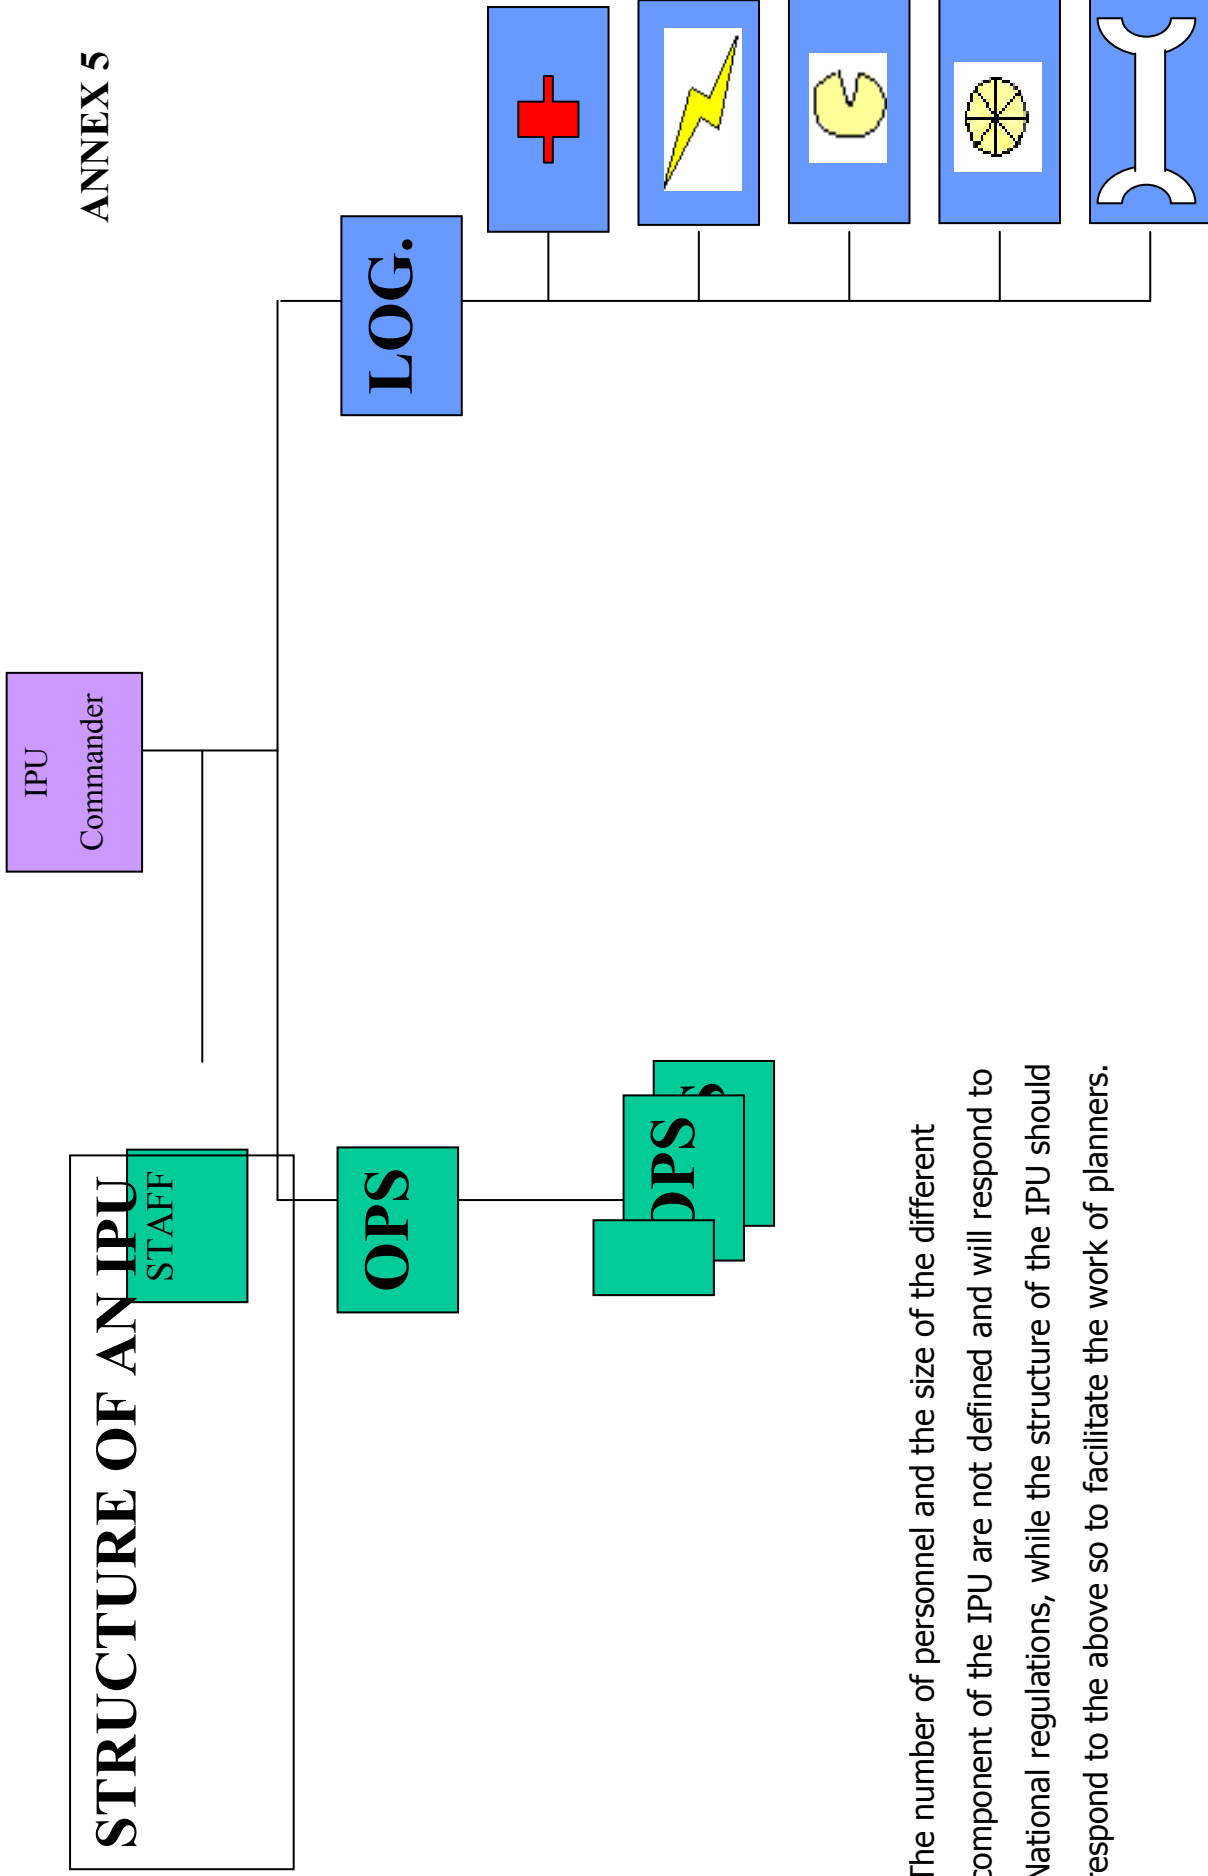 ANNEX 5
STRUCTURE OF AN IPU
IPU
Commander
STAFF
OPS
LOG.
OPS
S
The number of personnel and the size of the different
component of the IPU are not defined and will respond to
National regulations, while the structure of the IPU should
respond to the above so to facilitate the work of planners.